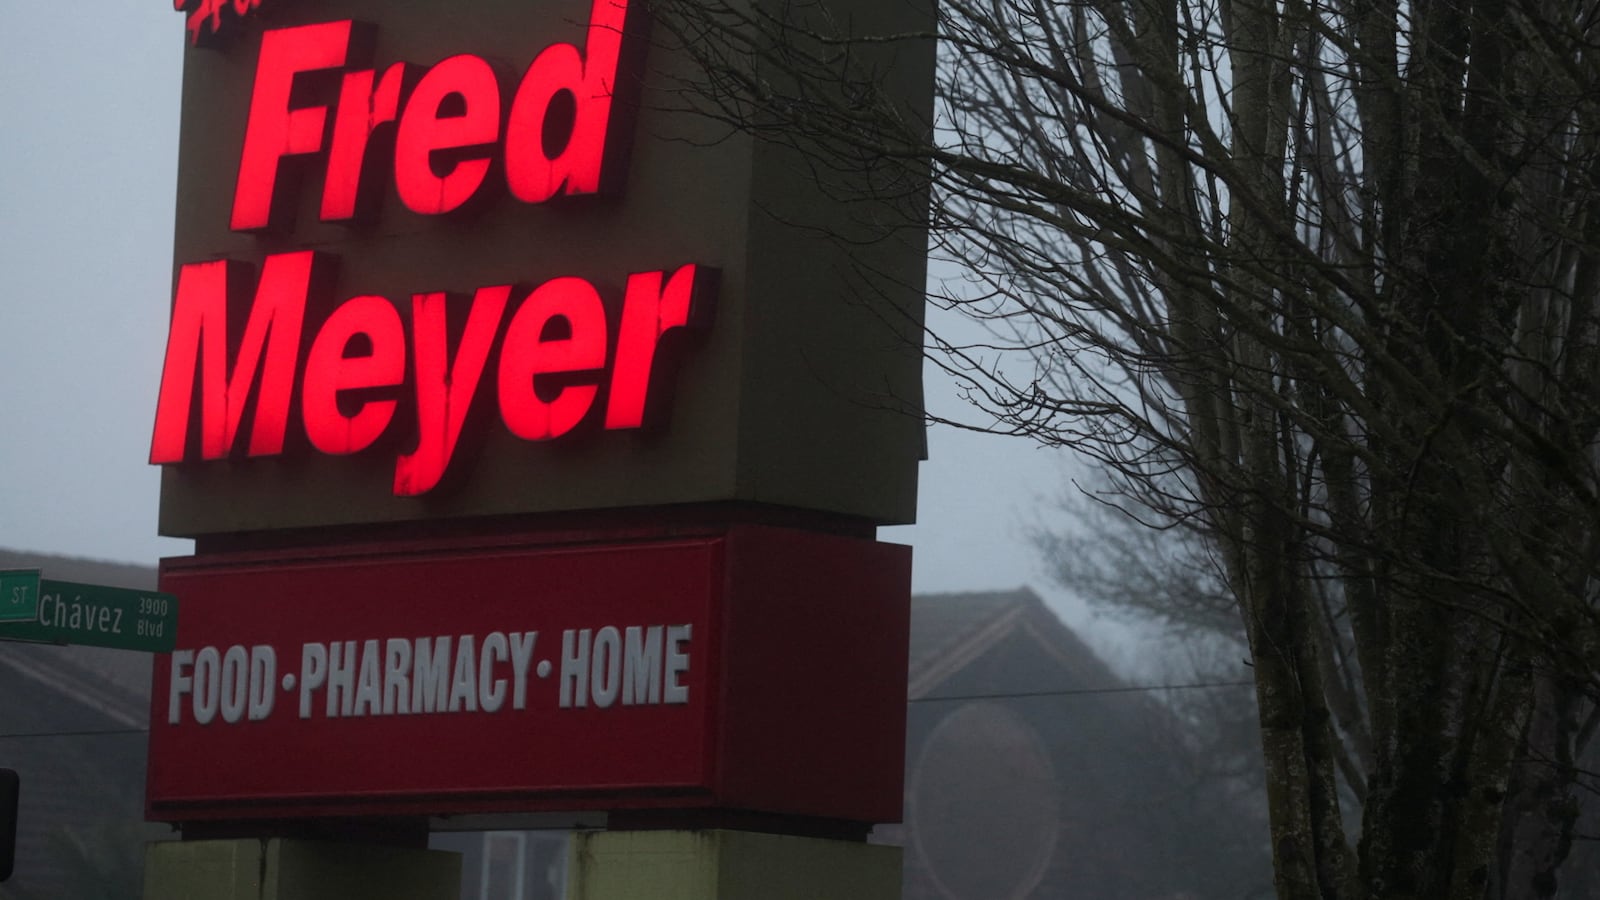 Fred
Meyer
FOOD · PHARMACY · HOME
ST
Chávez 3900
Blvd